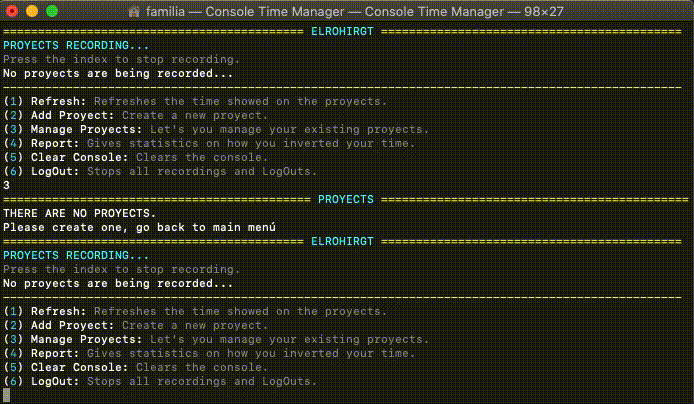 familia — Console Time Manager — Console Time Manager — 98×27
=========================================== ELROHIRGT ===========================================
PROYECTS RECORDING...
Press the index to stop recording.
No proyects are being recorded...
-------------------------------------------------------------------------------------------------
(1) Refresh: Refreshes the time showed on the proyects.
(2) Add Proyect: Create a new proyect.
(3) Manage Proyects: Let's you manage your existing proyects.
(4) Report: Gives statistics on how you inverted your time.
(5) Clear Console: Clears the console.
(6) LogOut: Stops all recordings and LogOuts.
3
============================================ PROYECTS ============================================
THERE ARE NO PROYECTS.
Please create one, go back to main menú
=========================================== ELROHIRGT ===========================================
PROYECTS RECORDING...
Press the index to stop recording.
No proyects are being recorded...
-------------------------------------------------------------------------------------------------
(1) Refresh: Refreshes the time showed on the proyects.
(2) Add Proyect: Create a new proyect.
(3) Manage Proyects: Let's you manage your existing proyects.
(4) Report: Gives statistics on how you inverted your time.
(5) Clear Console: Clears the console.
(6) LogOut: Stops all recordings and LogOuts.